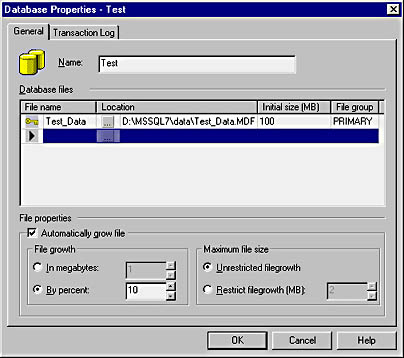 Database Properties - Test
General Transaction Log
Name: Test
Database files
File name Location Initial size (MB) File group
Test_Data ... D:\MSSQL7\data\Test_Data.MDF 100 PRIMARY
...
File properties
Automatically grow file
File growth Maximum file size
In megabytes: 1 Unrestricted filegrowth
By percent: 10 Restrict filegrowth (MB): 2
OK Cancel Help